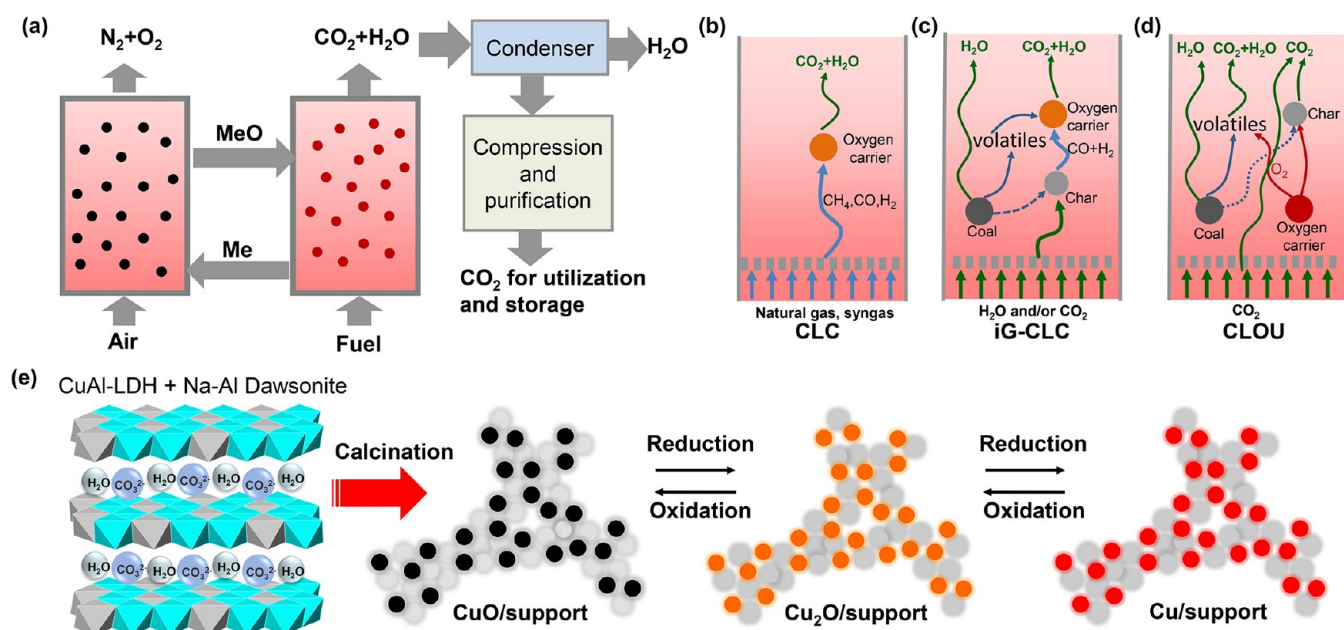 (a)
N₂+O₂
CO₂+H₂O
Condenser
H₂O
MeO
Me
Compression
and
purification
CO₂ for utilization
and storage
Air
Fuel
(b)
CO₂+H₂O
Oxygen
carrier
CH₄,CO,H₂
Natural gas, syngas
CLC
(c)
H₂O
CO₂+H₂O
Oxygen
carrier
volatiles
CO+H₂
Char
Coal
H₂O and/or CO₂
iG-CLC
(d)
H₂O
CO₂+H₂O
CO₂
Char
volatiles
O₂
Coal
Oxygen
carrier
CO₂
CLOU
(e)
CuAl-LDH + Na-Al Dawsonite
H₂O CO₃²⁻ H₂O CO₃²⁻ H₂O CO₃²⁻ H₂O
H₂O CO₃²⁻ H₂O CO₃²⁻ H₂O CO₃²⁻ H₂O
Calcination
CuO/support
Reduction
Oxidation
Cu₂O/support
Reduction
Oxidation
Cu/support